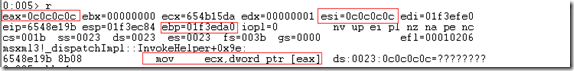 0:005> r
eax=0c0c0c0c ebx=00000000 ecx=654b15da edx=00000001 esi=0c0c0c0c edi=01f3efe0
eip=6548e19b esp=01f3ec84 ebp=01f3eda0 iopl=0 nv up ei pl nz na pe nc
cs=001b ss=0023 ds=0023 es=0023 fs=003b gs=0000 efl=00010206
msxml3!_dispatchImpl::InvokeHelper+0x9e:
6548e19b 8b08 mov ecx,dword ptr [eax] ds:0023:0c0c0c0c=????????